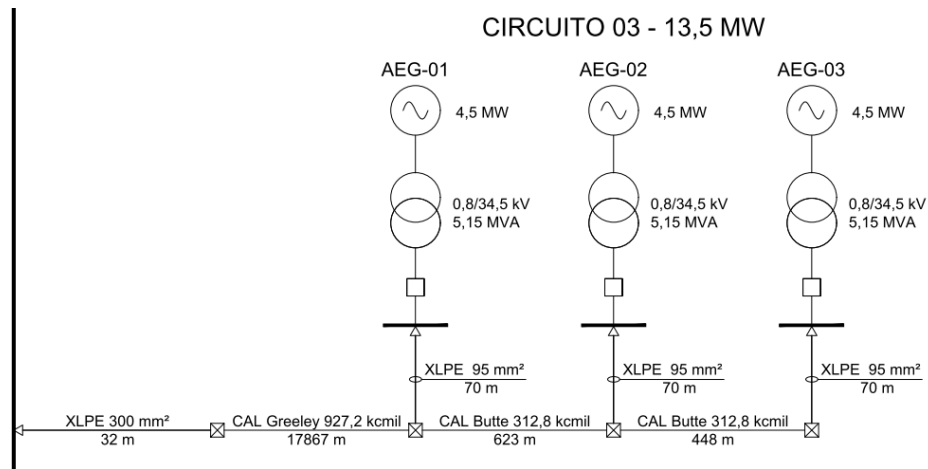 CIRCUITO 03 - 13,5 MW
AEG-01
AEG-02
AEG-03
4,5 MW
4,5 MW
4,5 MW
0,8/34,5 kV
5,15 MVA
0,8/34,5 kV
5,15 MVA
0,8/34,5 kV
5,15 MVA
XLPE 95 mm²
70 m
XLPE 95 mm²
70 m
XLPE 95 mm²
70 m
XLPE 300 mm²
32 m
CAL Greeley 927,2 kcmil
17867 m
CAL Butte 312,8 kcmil
623 m
CAL Butte 312,8 kcmil
448 m